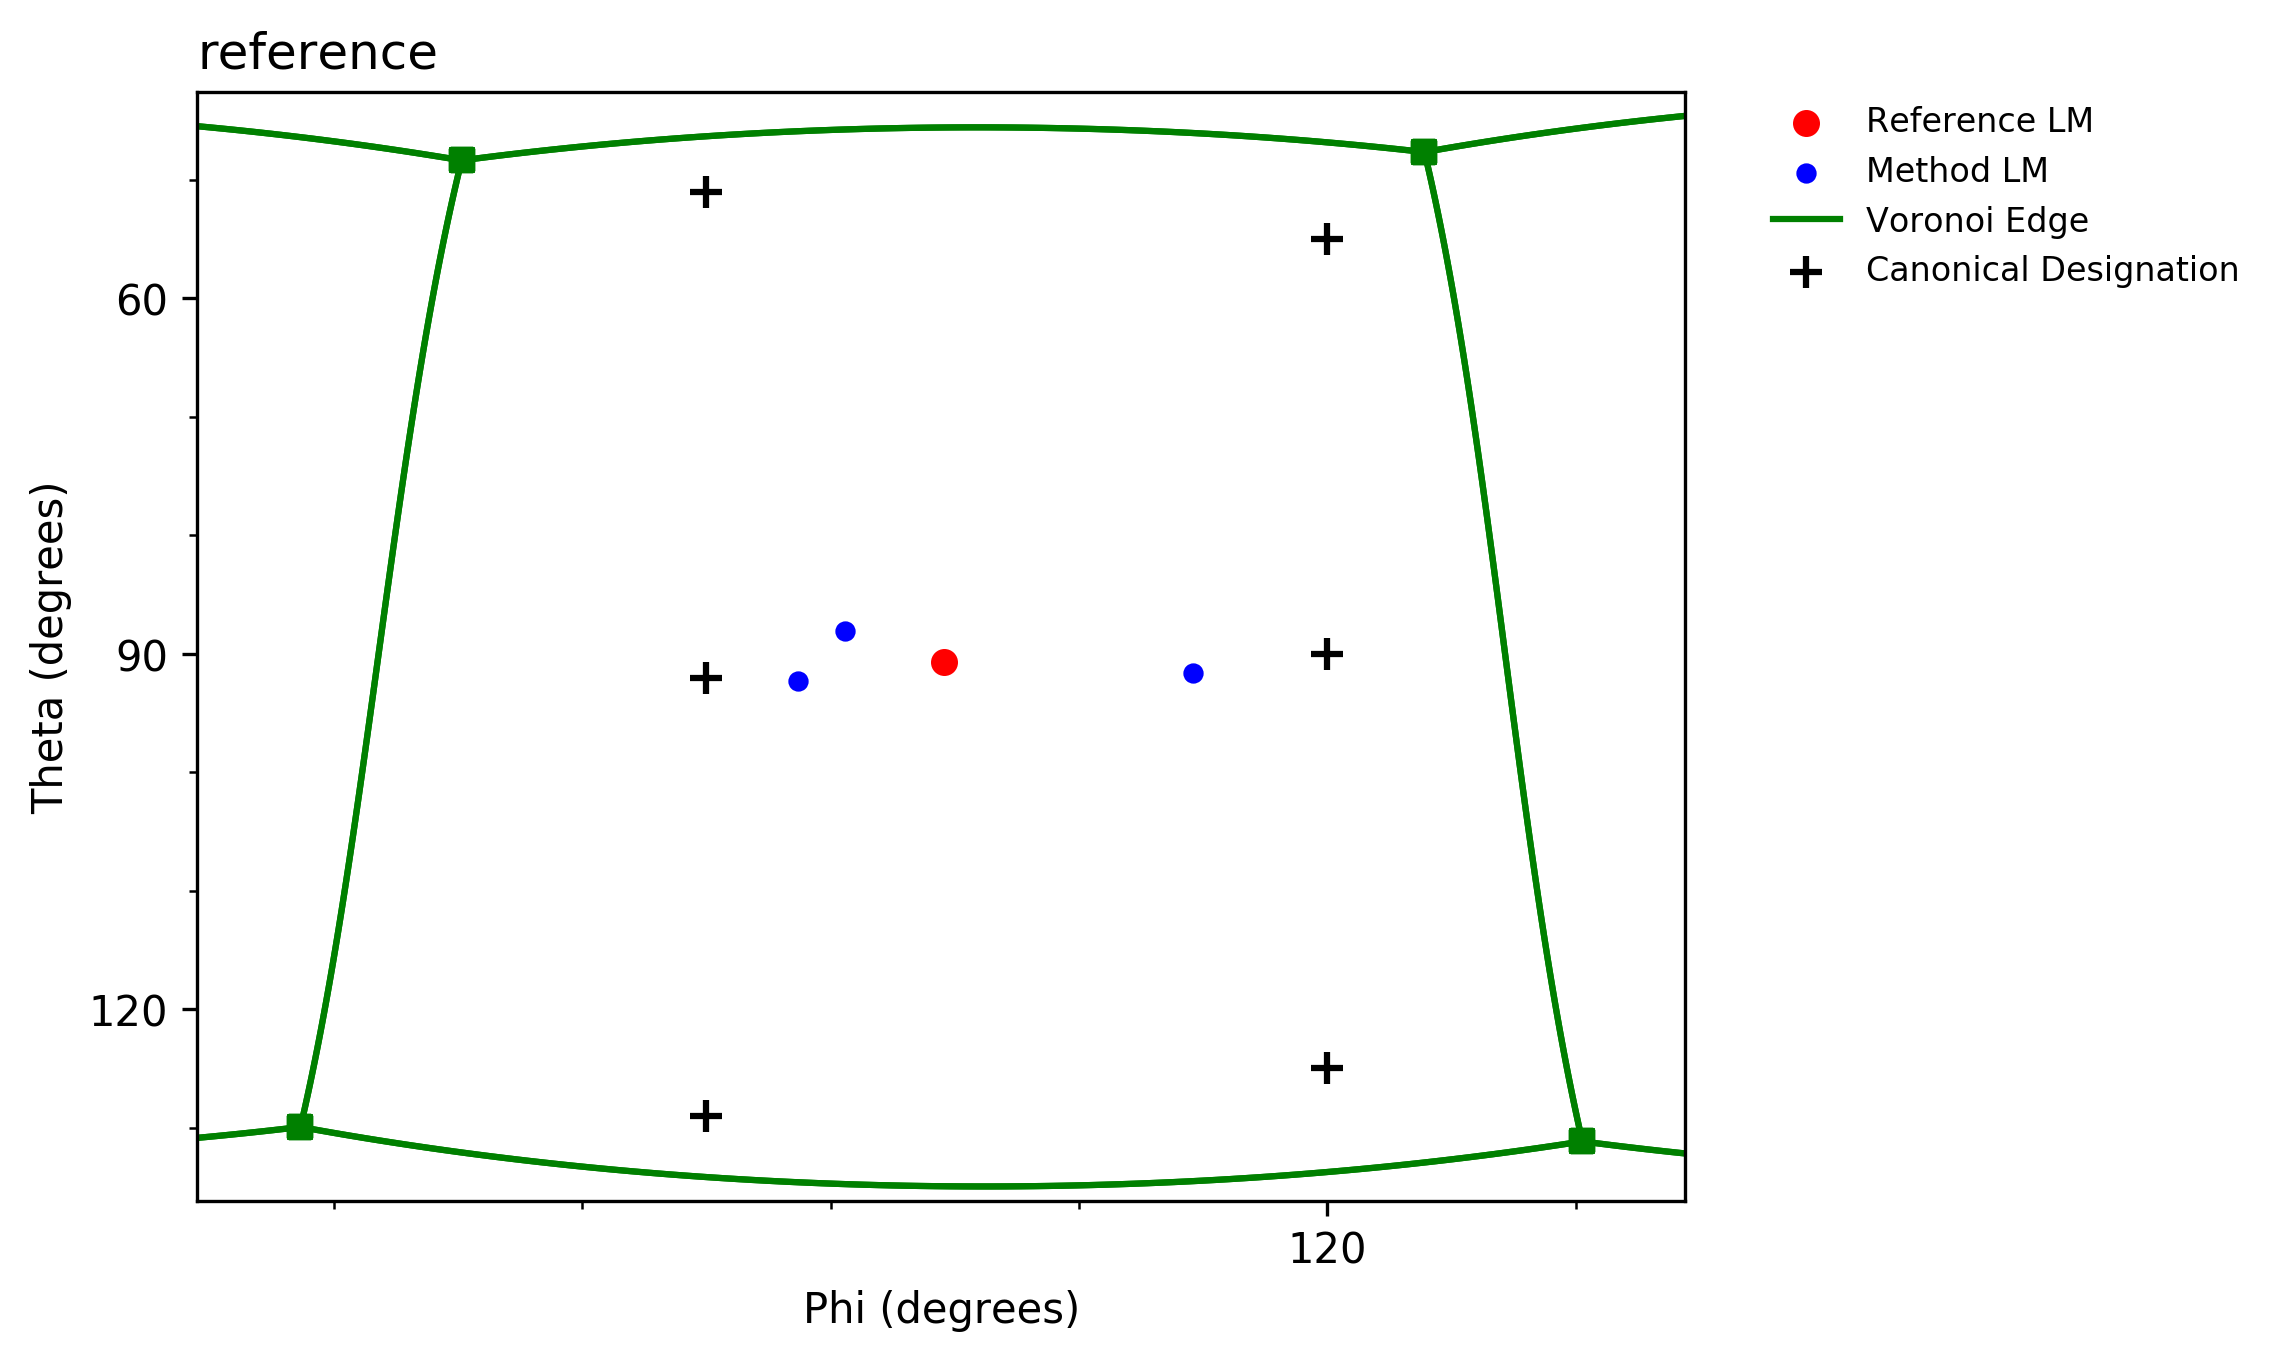 reference
Reference LM
Method LM
Voronoi Edge
Canonical Designation
60
90
120
Theta (degrees)
120
Phi (degrees)